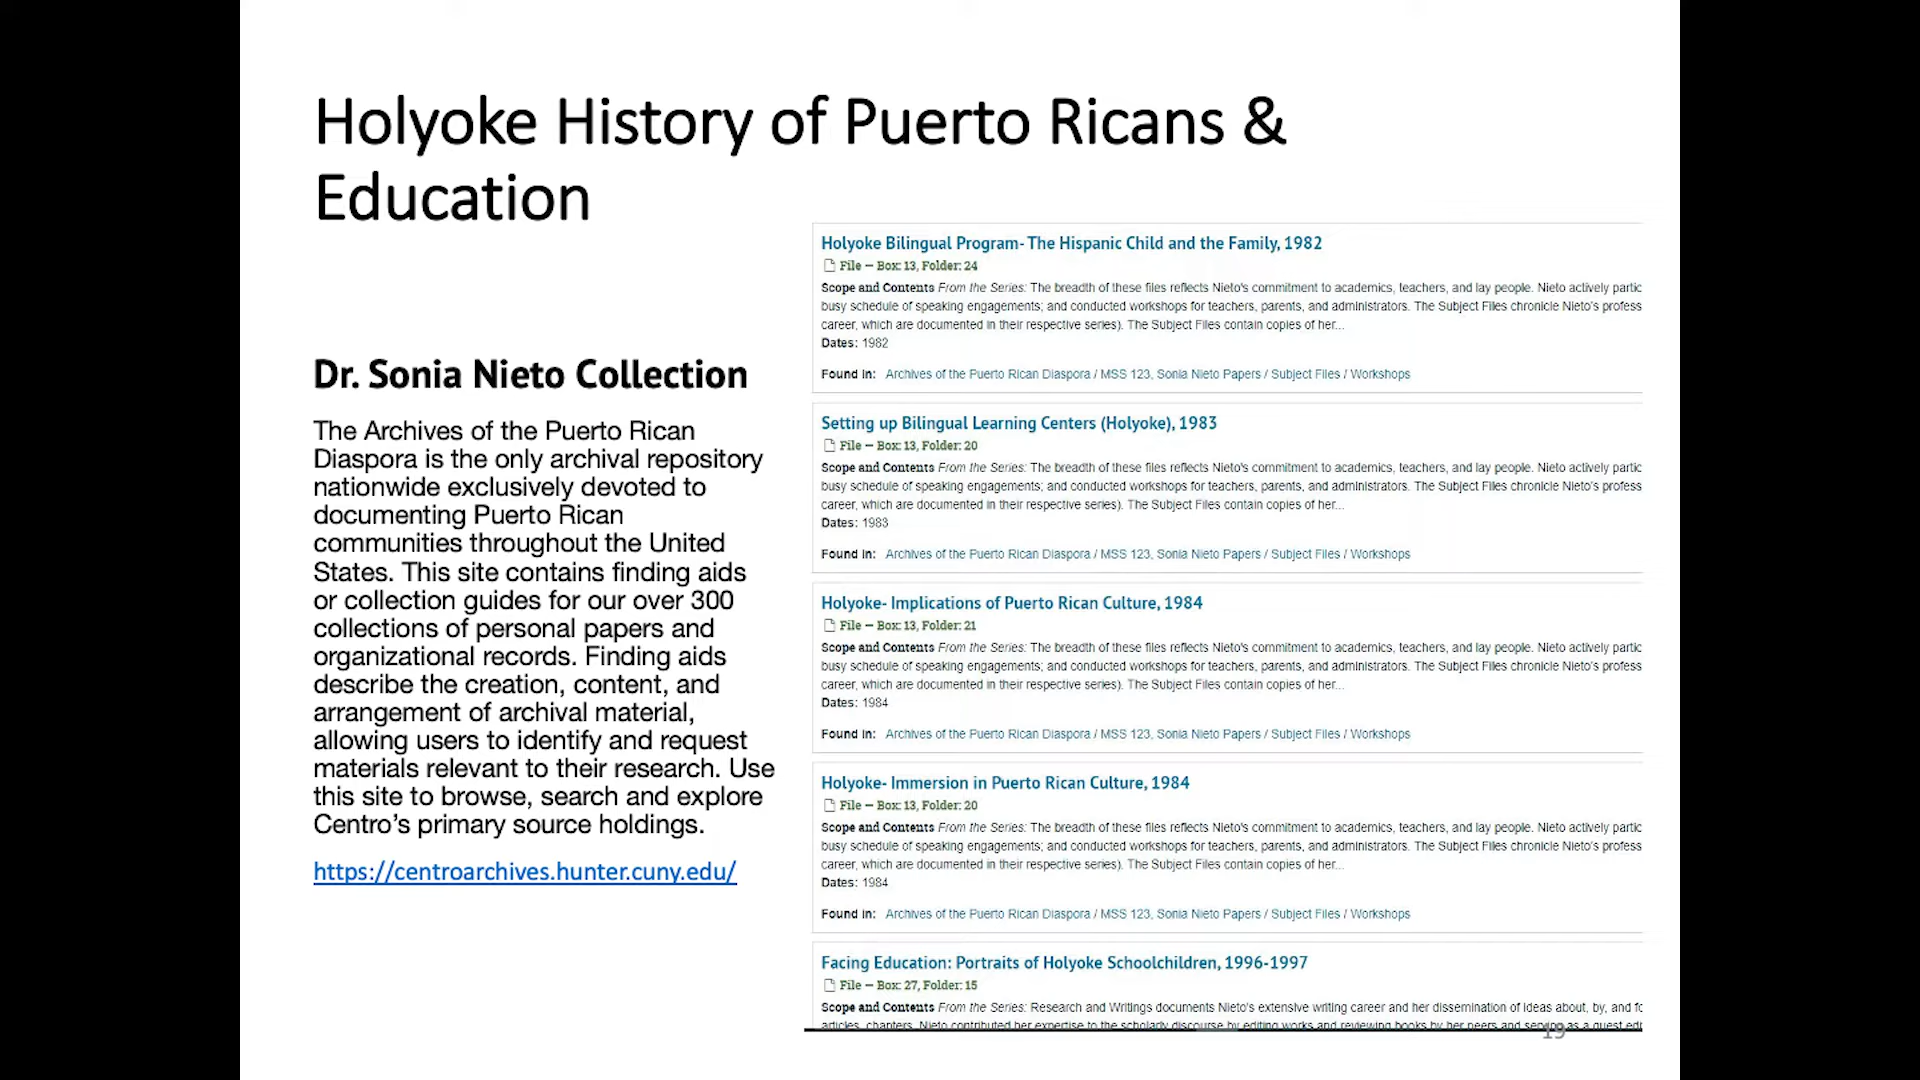 Holyoke History of Puerto Ricans &
Education
Dr. Sonia Nieto Collection
The Archives of the Puerto Rican
Diaspora is the only archival repository
nationwide exclusively devoted to
documenting Puerto Rican
communities throughout the United
States. This site contains finding aids
or collection guides for our over 300
collections of personal papers and
organizational records. Finding aids
describe the creation, content, and
arrangement of archival material,
allowing users to identify and request
materials relevant to their research. Use
this site to browse, search and explore
Centro’s primary source holdings.
https://centroarchives.hunter.cuny.edu/
Holyoke Bilingual Program- The Hispanic Child and the Family, 1982
File — Box: 13, Folder: 24
Scope and Contents From the Series: The breadth of these files reflects Nieto's commitment to academics, teachers, and lay people. Nieto actively partic
busy schedule of speaking engagements; and conducted workshops for teachers, parents, and administrators. The Subject Files chronicle Nieto's profess
career, which are documented in their respective series). The Subject Files contain copies of her...
Dates: 1982
Found in: Archives of the Puerto Rican Diaspora / MSS 123, Sonia Nieto Papers / Subject Files / Workshops
Setting up Bilingual Learning Centers (Holyoke), 1983
File — Box: 13, Folder: 20
Scope and Contents From the Series: The breadth of these files reflects Nieto's commitment to academics, teachers, and lay people. Nieto actively partic
busy schedule of speaking engagements; and conducted workshops for teachers, parents, and administrators. The Subject Files chronicle Nieto's profess
career, which are documented in their respective series). The Subject Files contain copies of her...
Dates: 1983
Found in: Archives of the Puerto Rican Diaspora / MSS 123, Sonia Nieto Papers / Subject Files / Workshops
Holyoke- Implications of Puerto Rican Culture, 1984
File — Box: 13, Folder: 21
Scope and Contents From the Series: The breadth of these files reflects Nieto's commitment to academics, teachers, and lay people. Nieto actively partic
busy schedule of speaking engagements; and conducted workshops for teachers, parents, and administrators. The Subject Files chronicle Nieto's profess
career, which are documented in their respective series). The Subject Files contain copies of her...
Dates: 1984
Found in: Archives of the Puerto Rican Diaspora / MSS 123, Sonia Nieto Papers / Subject Files / Workshops
Holyoke- Immersion in Puerto Rican Culture, 1984
File — Box: 13, Folder: 20
Scope and Contents From the Series: The breadth of these files reflects Nieto's commitment to academics, teachers, and lay people. Nieto actively partic
busy schedule of speaking engagements; and conducted workshops for teachers, parents, and administrators. The Subject Files chronicle Nieto's profess
career, which are documented in their respective series). The Subject Files contain copies of her...
Dates: 1984
Found in: Archives of the Puerto Rican Diaspora / MSS 123, Sonia Nieto Papers / Subject Files / Workshops
Facing Education: Portraits of Holyoke Schoolchildren, 1996-1997
File — Box: 27, Folder: 15
Scope and Contents From the Series: Research and Writings documents Nieto's extensive writing career and her dissemination of ideas about, by, and fo
articles, chapters. Nieto contributed her expertise to the scholarly discourse by editing works and reviewing books by her peers and serving as a guest edi
19